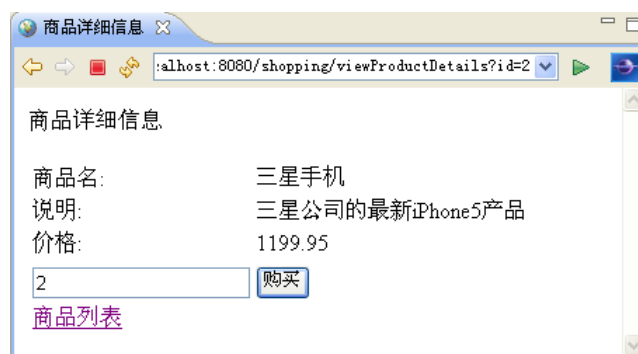 商品详细信息
:alhost:8080/shopping/viewProductDetails?id=2
商品详细信息
商品名: 三星手机
说明: 三星公司的最新iPhone5产品
价格: 1199.95
2 购买
商品列表